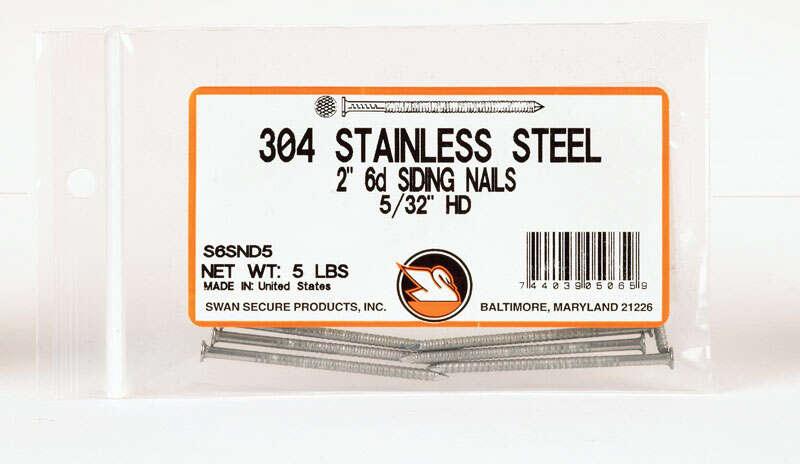 304 STAINLESS STEEL
2" 6d SIDING NAILS
5/32" HD
S6SND5
NET WT: 5 LBS
MADE IN: United States
SWAN SECURE PRODUCTS, INC.
7 44039 05065 9
BALTIMORE, MARYLAND 21226